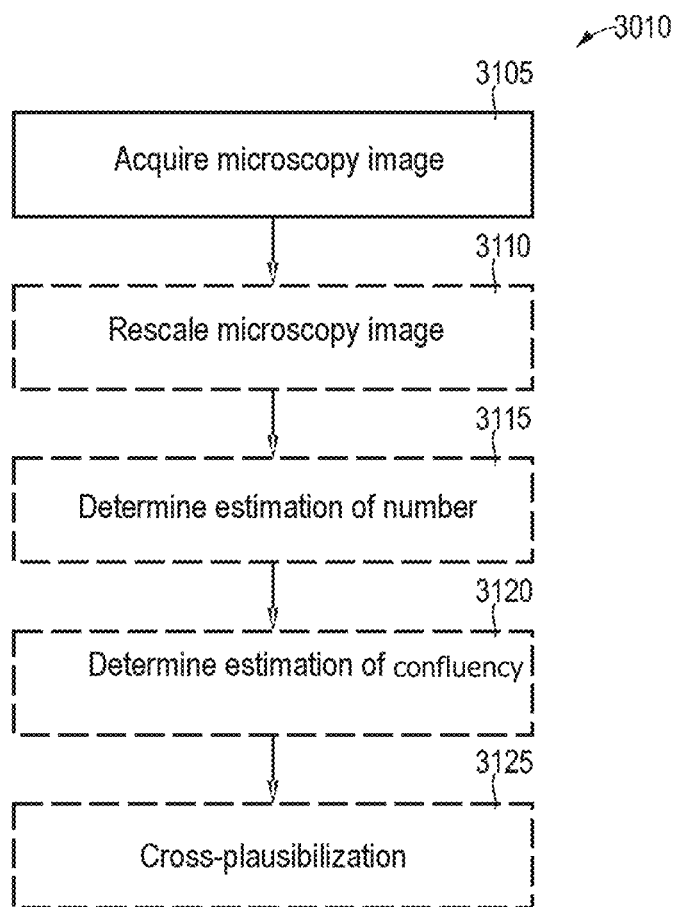 3010
3105
Acquire microscopy image
3110
Rescale microscopy image
3115
Determine estimation of number
3120
Determine estimation of confluency
3125
Cross-plausibilization